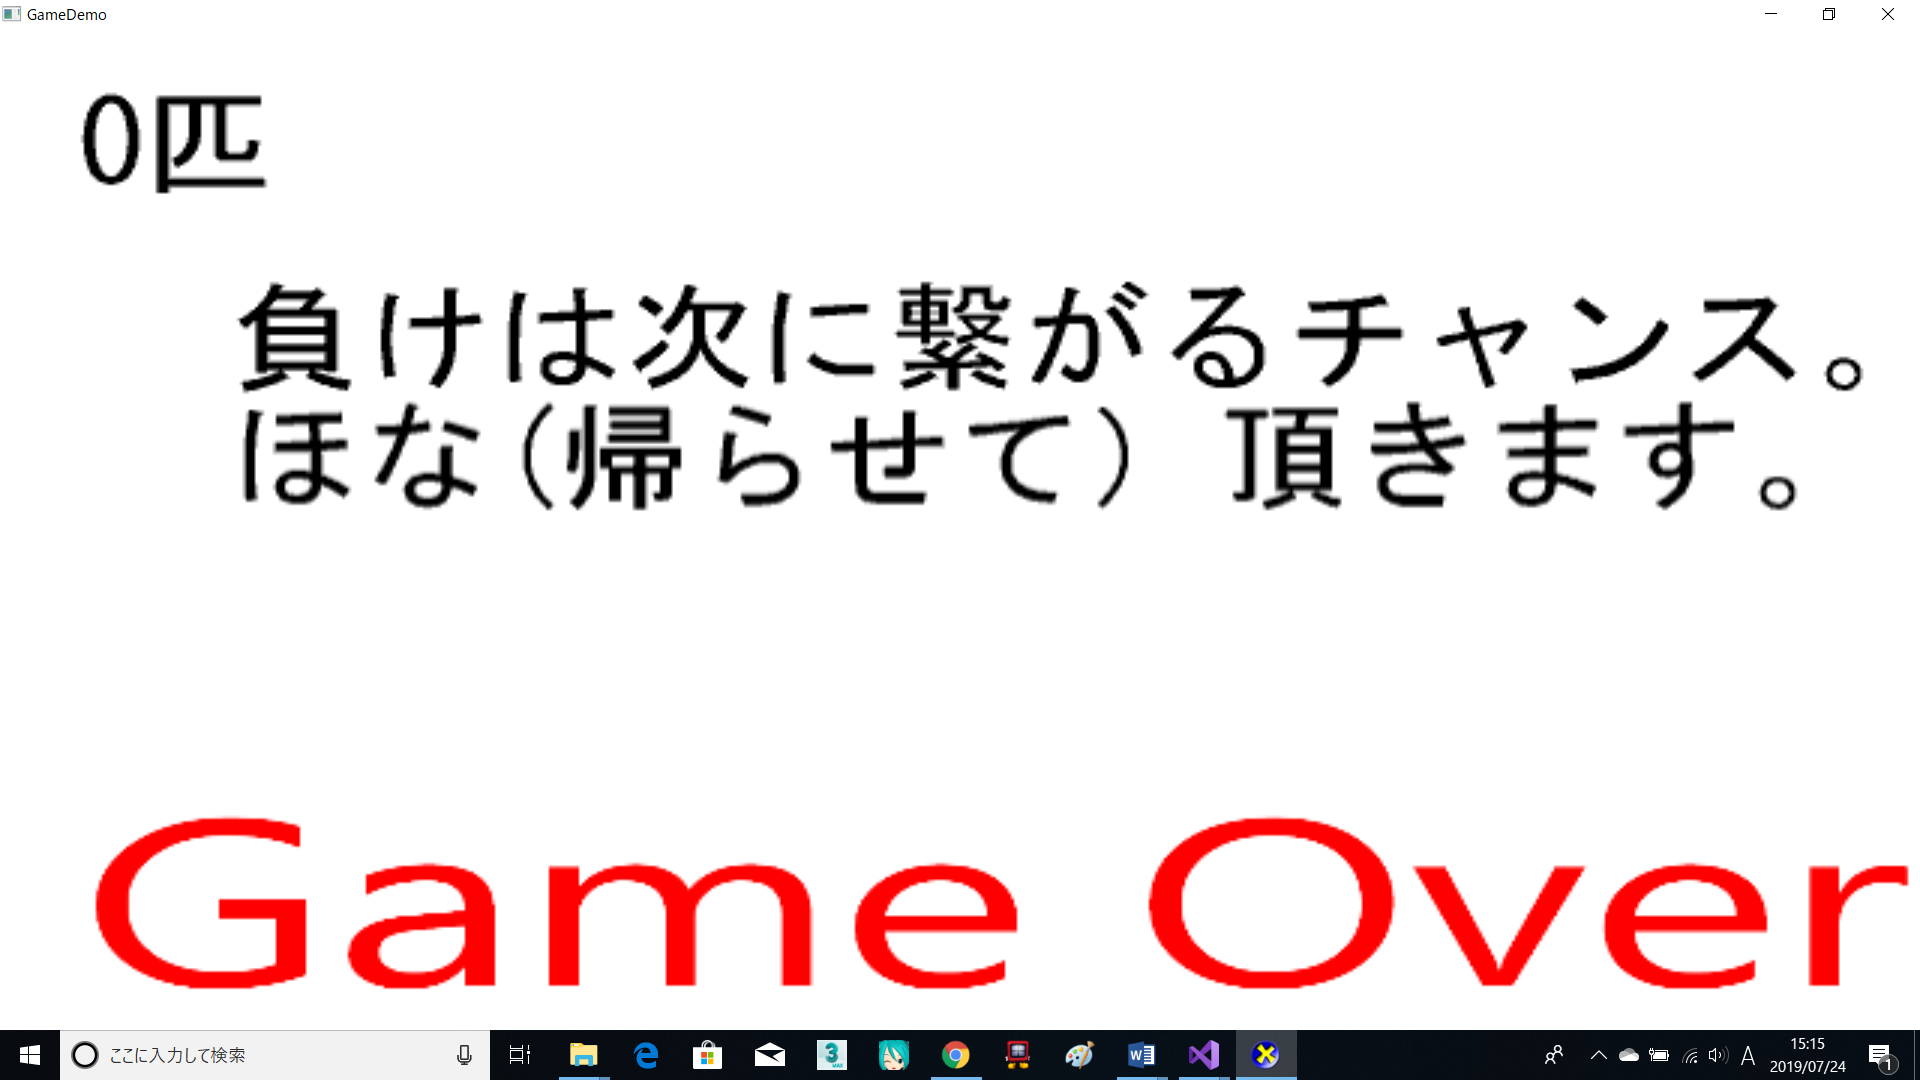 GameDemo
0匹
負けは次に繋がるチャンス。
ほな(帰らせて) 頂きます。
Game Over
ここに入力して検索
A
15:15
2019/07/24
1